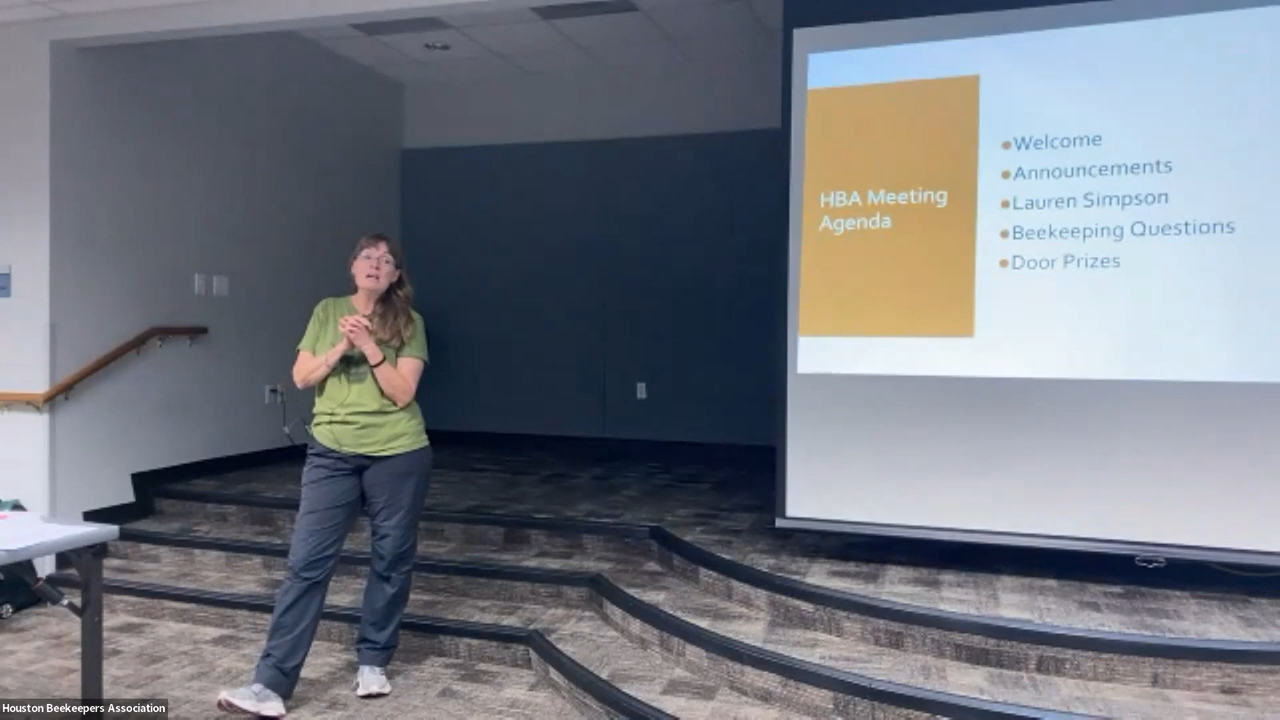 HBA Meeting
Agenda
●Welcome
●Announcements
●Lauren Simpson
●Beekeeping Questions
●Door Prizes
Houston Beekeepers Association